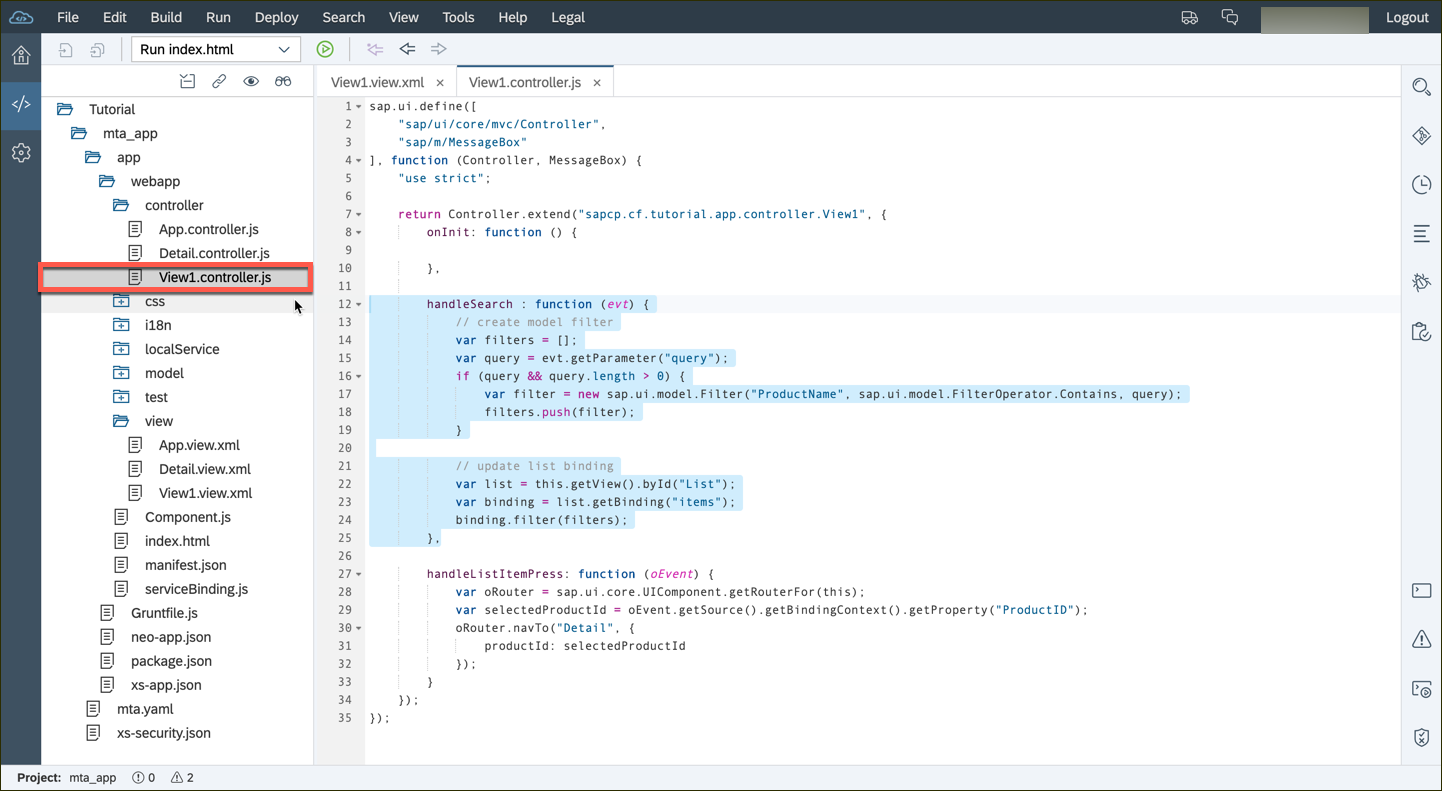 File Edit Build Run Deploy Search View Tools Help Legal Logout
Run index.html
View1.view.xml × View1.controller.js ×
Tutorial
mta_app
app
webapp
controller
App.controller.js
Detail.controller.js
View1.controller.js
css
i18n
localService
model
test
view
App.view.xml
Detail.view.xml
View1.view.xml
Component.js
index.html
manifest.json
serviceBinding.js
Gruntfile.js
neo-app.json
package.json
xs-app.json
mta.yaml
xs-security.json
1 sap.ui.define([
2 "sap/ui/core/mvc/Controller",
3 "sap/m/MessageBox"
4 ], function (Controller, MessageBox) {
5 "use strict";
6
7 return Controller.extend("sapcp.cf.tutorial.app.controller.View1", {
8 onInit: function () {
9
10 },
11
12 handleSearch : function (evt) {
13 // create model filter
14 var filters = [];
15 var query = evt.getParameter("query");
16 if (query && query.length > 0) {
17 var filter = new sap.ui.model.Filter("ProductName", sap.ui.model.FilterOperator.Contains, query);
18 filters.push(filter);
19 }
20
21 // update list binding
22 var list = this.getView().byId("List");
23 var binding = list.getBinding("items");
24 binding.filter(filters);
25 },
26
27 handleListItemPress: function (oEvent) {
28 var oRouter = sap.ui.core.UIComponent.getRouterFor(this);
29 var selectedProductId = oEvent.getSource().getBindingContext().getProperty("ProductID");
30 oRouter.navTo("Detail", {
31 productId: selectedProductId
32 });
33 }
34 });
35 });
Project: mta_app 0 2